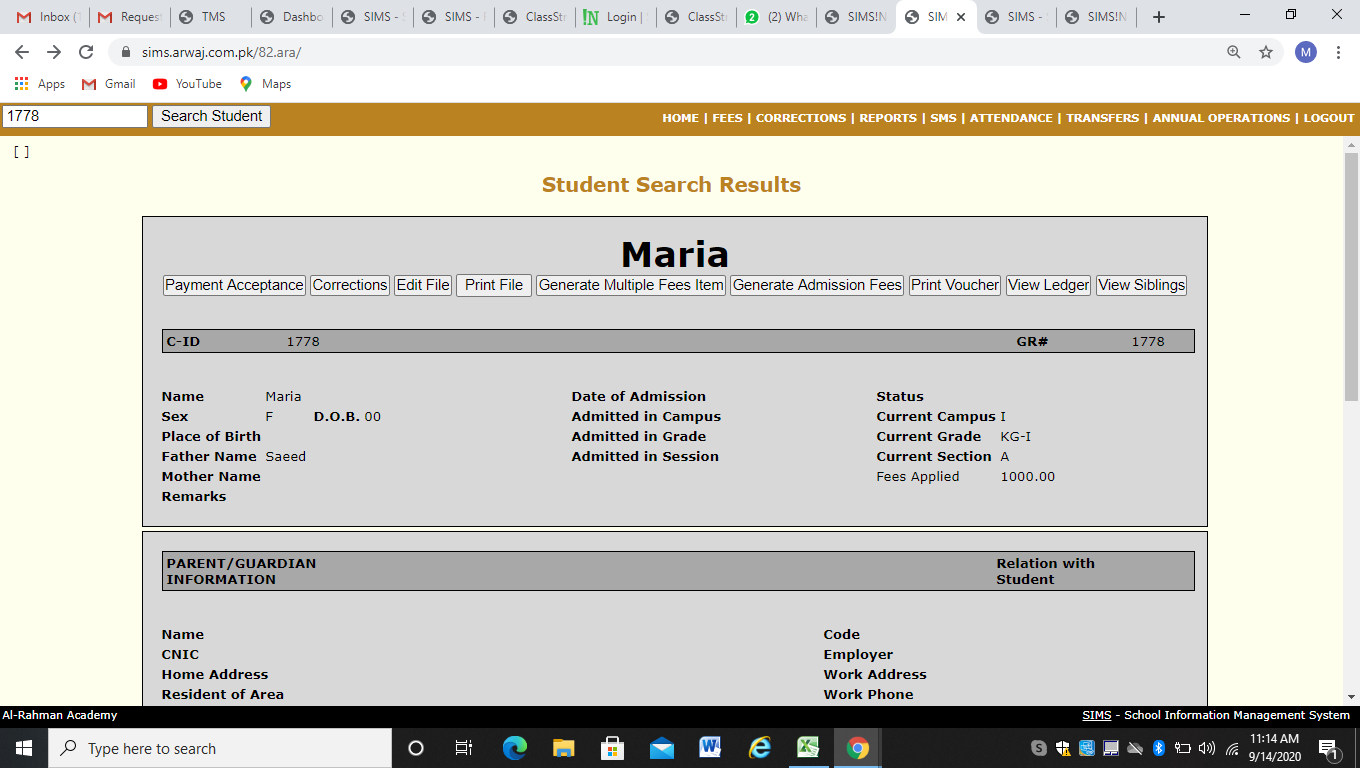 Inbox (
Request
TMS
Dashbo
SIMS -
SIMS -
ClassStr
Login |
ClassStr
(2) Wha
SIMS!N
SIM
SIMS -
SIMS!N
sims.arwaj.com.pk/82.ara/
M
Apps Gmail YouTube Maps
1778 Search Student HOME | FEES | CORRECTIONS | REPORTS | SMS | ATTENDANCE | TRANSFERS | ANNUAL OPERATIONS | LOGOUT
[ ]
Student Search Results
Maria
Payment Acceptance Corrections Edit File Print File Generate Multiple Fees Item Generate Admission Fees Print Voucher View Ledger View Siblings
C-ID 1778 GR# 1778
Name Maria Date of Admission Status
Sex F D.O.B. 00 Admitted in Campus Current Campus I
Place of Birth Admitted in Grade Current Grade KG-I
Father Name Saeed Admitted in Session Current Section A
Mother Name Fees Applied 1000.00
Remarks
PARENT/GUARDIAN INFORMATION Relation with Student
Name Code
CNIC Employer
Home Address Work Address
Resident of Area Work Phone
Al-Rahman Academy SIMS - School Information Management System
Type here to search
11:14 AM
9/14/2020
1